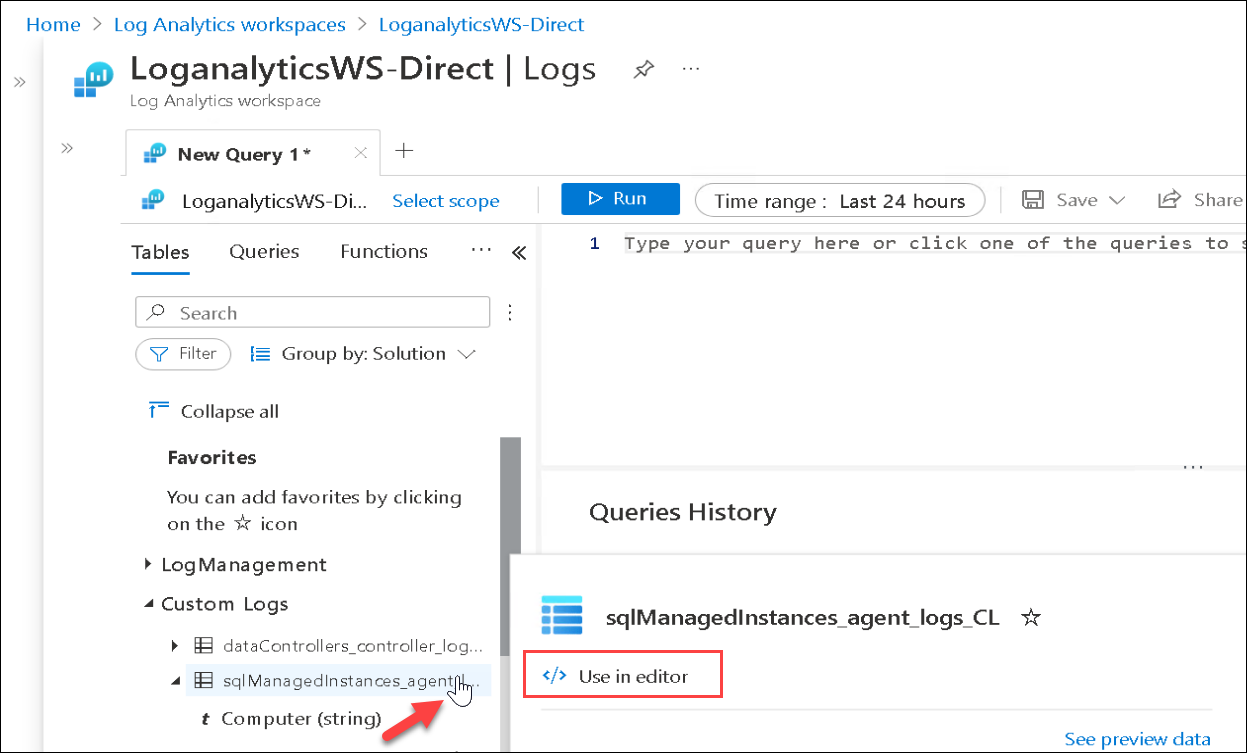 Home > Log Analytics workspaces > LoganalyticsWS-Direct
LoganalyticsWS-Direct | Logs
Log Analytics workspace
New Query 1*
LoganalyticsWS-Di... Select scope Run Time range : Last 24 hours Save Share
Tables Queries Functions
1 Type your query here or click one of the queries to s
Search
Filter Group by: Solution
Collapse all
Favorites
You can add favorites by clicking
on the ☆ icon
Queries History
LogManagement
Custom Logs
sqlManagedInstances_agent_logs_CL
dataControllers_controller_log...
sqlManagedInstances_agent_l...
</> Use in editor
t Computer (string)
See preview data